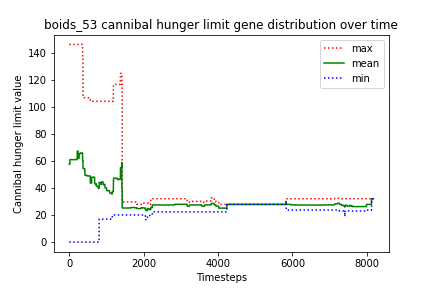 boids_53 cannibal hunger limit gene distribution over time
Cannibal hunger limit value
140
120
100
80
60
40
20
0
max
mean
min
0
2000
4000
6000
8000
Timesteps